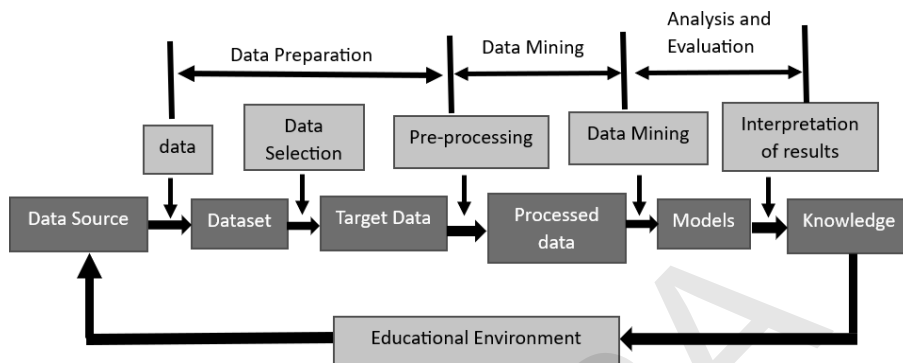 Data Preparation
Data Mining
Analysis and
Evaluation
data
Data
Selection
Pre-processing
Data Mining
Interpretation
of results
Data Source
Dataset
Target Data
Processed
data
Models
Knowledge
Educational Environment